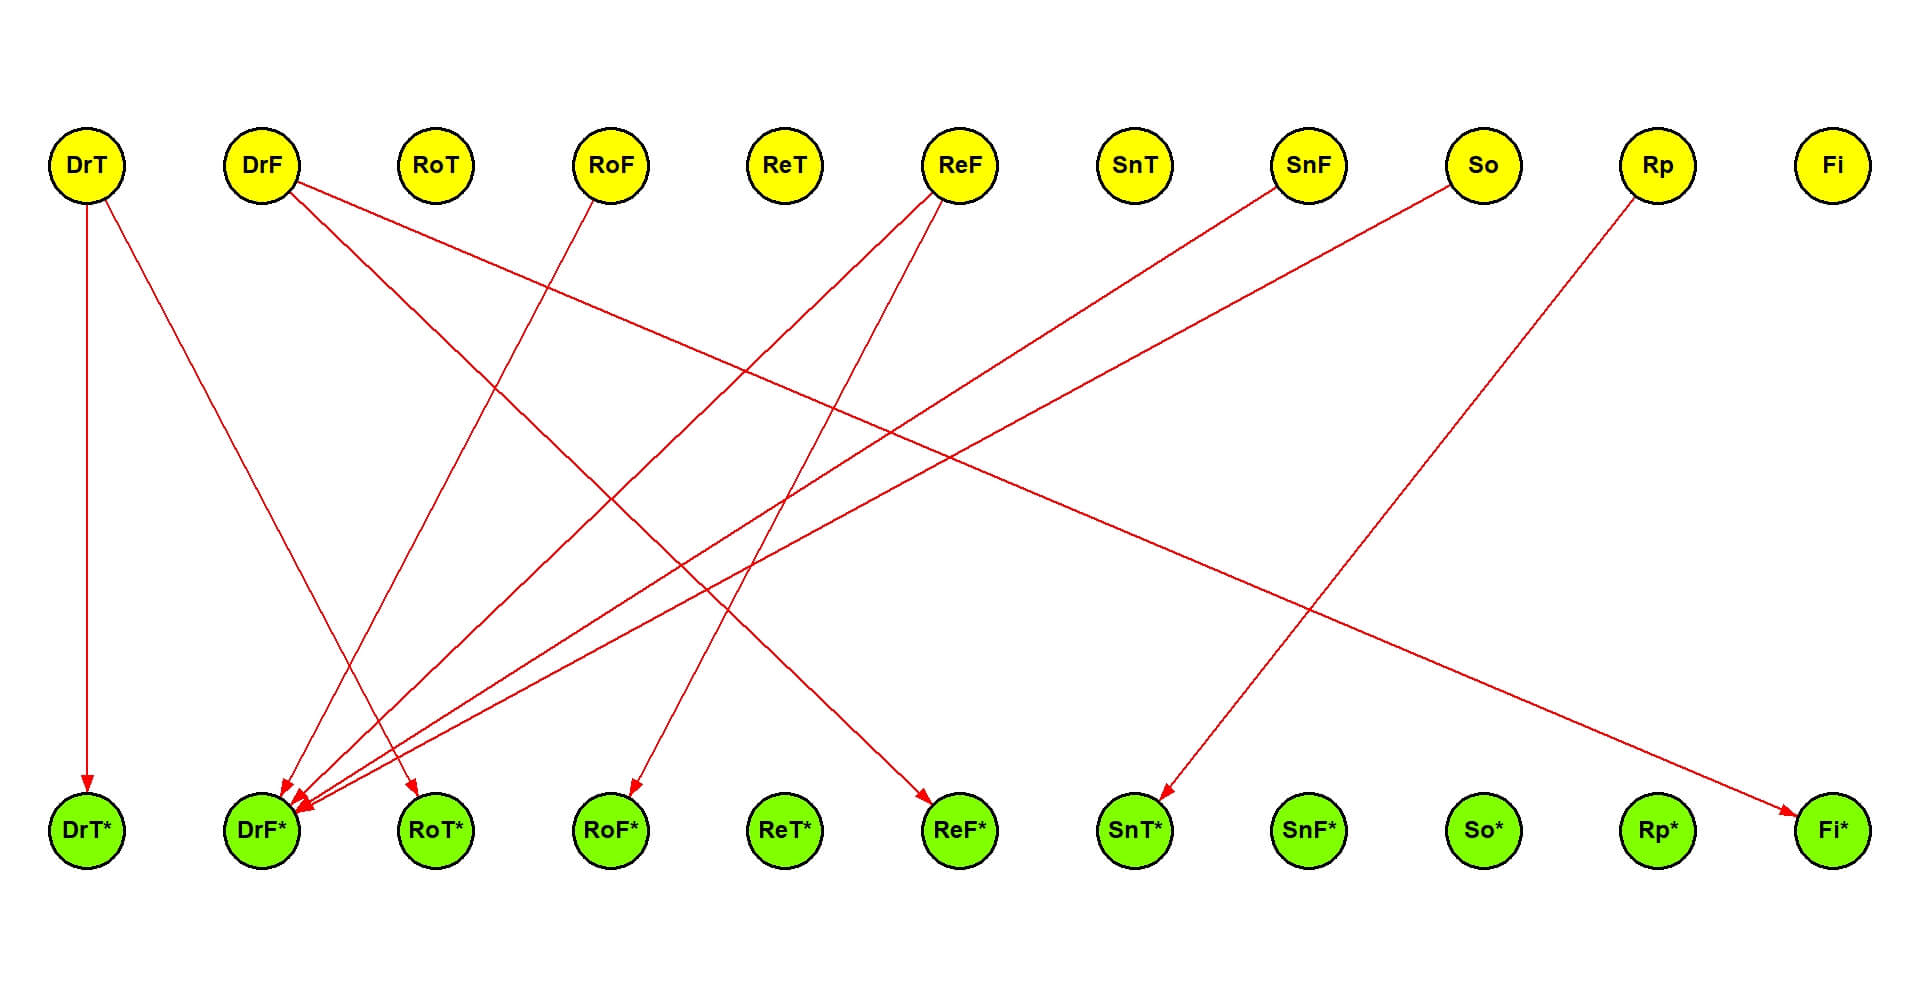 DrT DrF RoT RoF ReT ReF SnT SnF So Rp Fi
DrT* DrF* RoT* RoF* ReT* ReF* SnT* SnF* So* Rp* Fi*